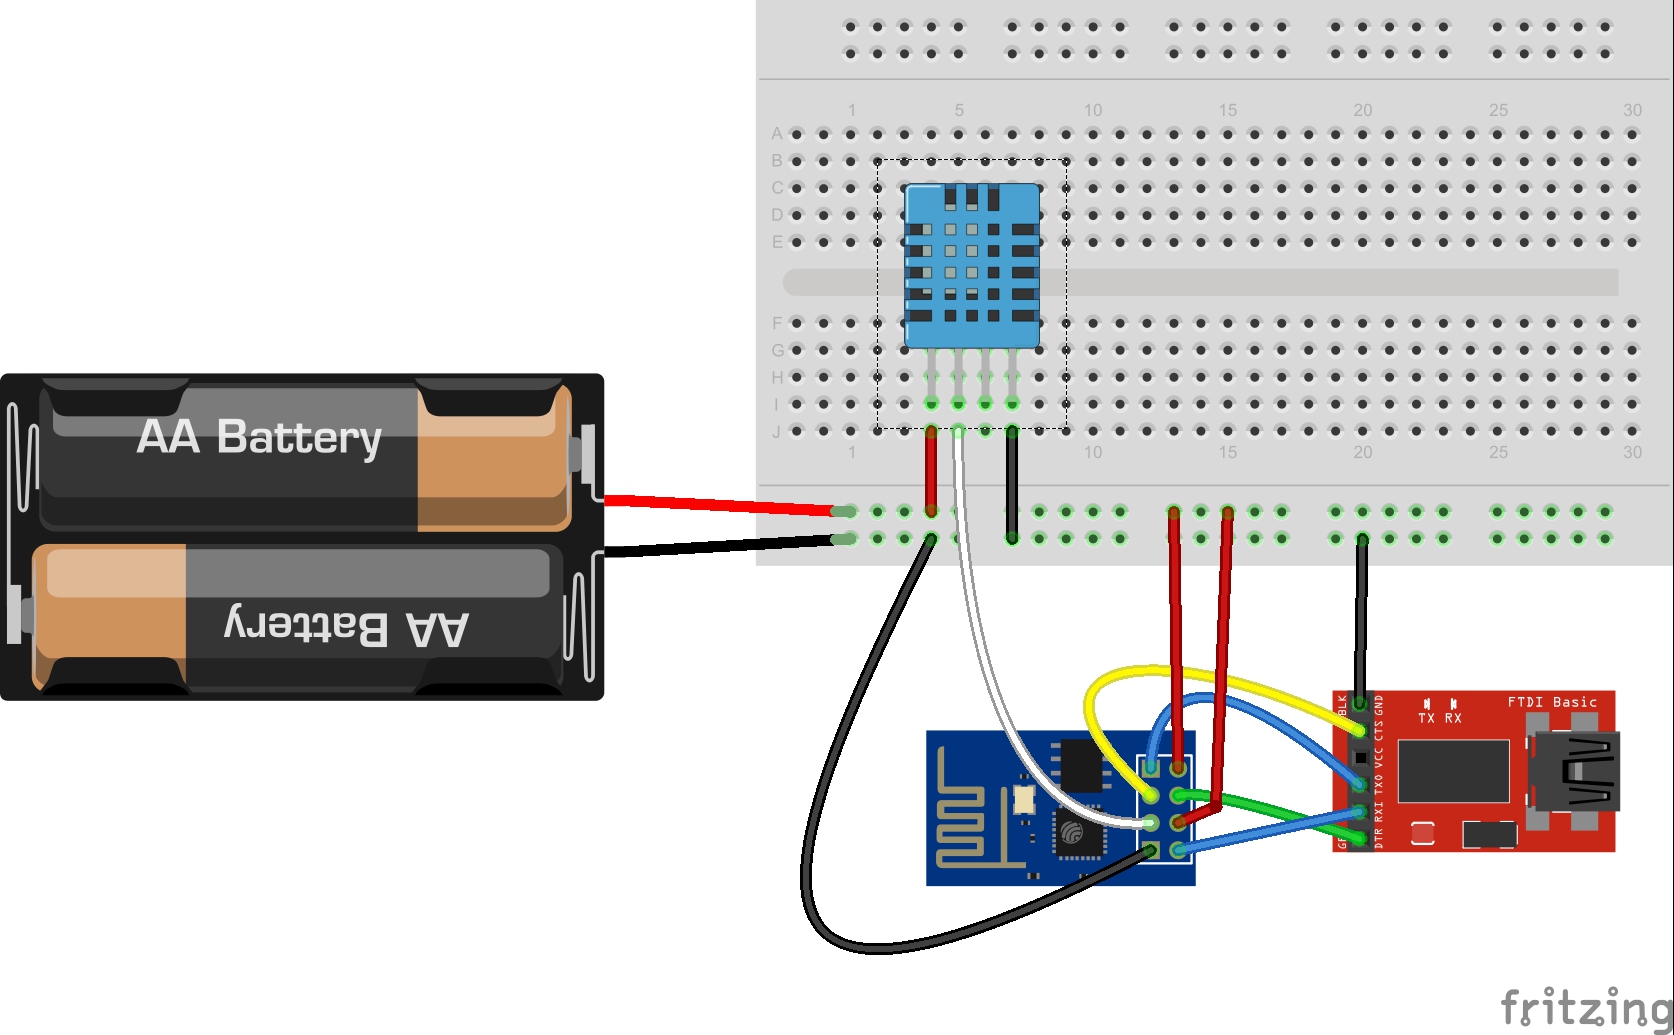 1 5 10 15 20 25 30
A
B
C
D
E
F
G
H
I
J
1 10 15 20 25 30
AA Battery
AA Battery
FTDI Basic
TX RX
BLK
GND
CTS
VCC
TXO
RXI
DTR
fritzing